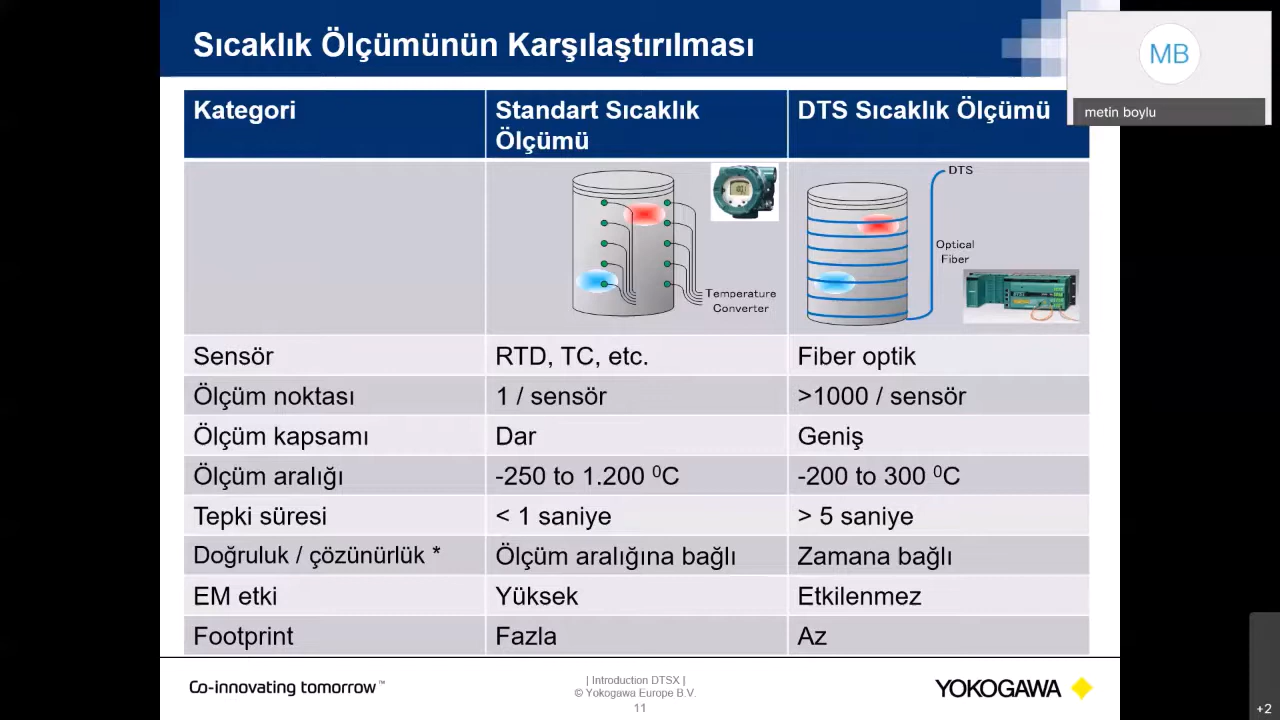 Sıcaklık Ölçümünün Karşılaştırılması
MB
metin boylu
Kategori
Standart Sıcaklık
Ölçümü
DTS Sıcaklık Ölçümü
Temperature
Converter
DTS
Optical
Fiber
Sensör
RTD, TC, etc.
Fiber optik
Ölçüm noktası
1 / sensör
>1000 / sensör
Ölçüm kapsamı
Dar
Geniş
Ölçüm aralığı
-250 to 1.200 ⁰C
-200 to 300 ⁰C
Tepki süresi
< 1 saniye
> 5 saniye
Doğruluk / çözünürlük *
Ölçüm aralığına bağlı
Zamana bağlı
EM etki
Yüksek
Etkilenmez
Footprint
Fazla
Az
Co-innovating tomorrow™
| Introduction DTSX |
© Yokogawa Europe B.V.
11
YOKOGAWA
+2